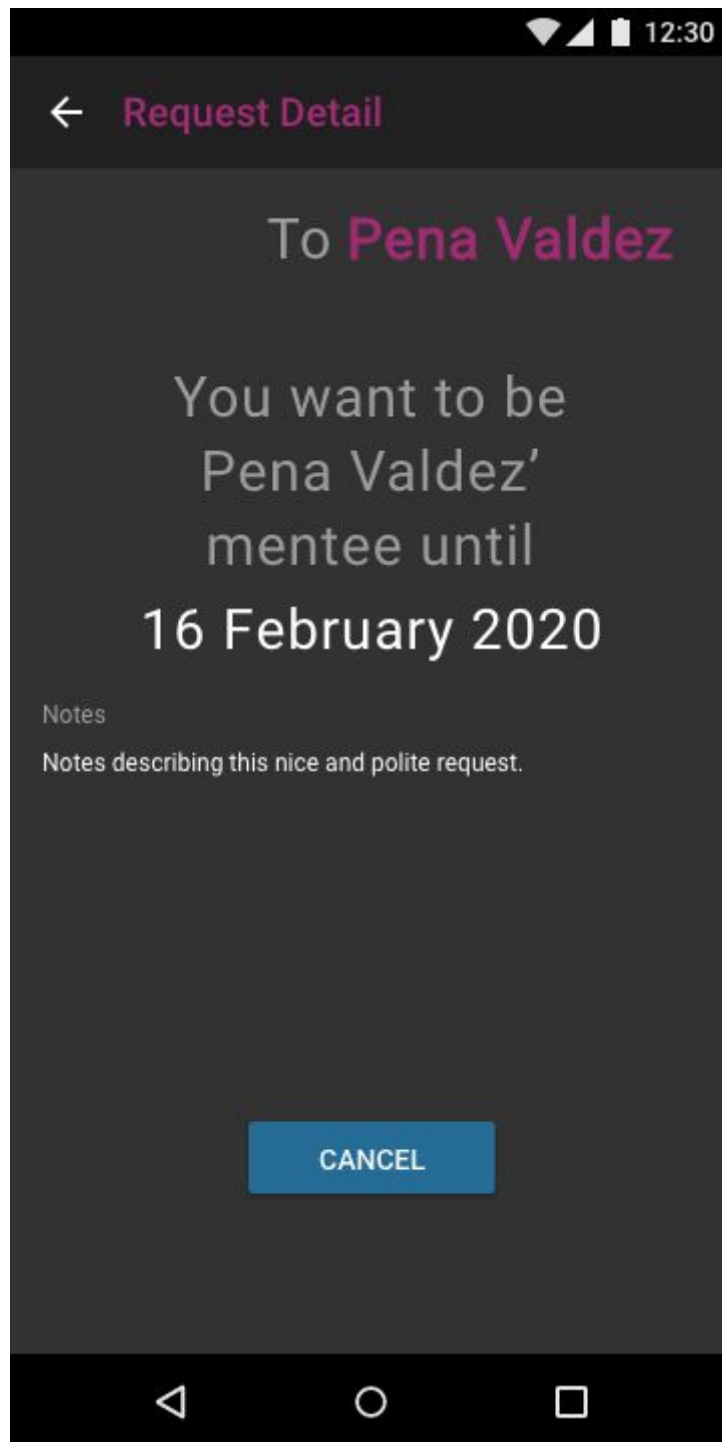 12:30
Request Detail
To Pena Valdez
You want to be
Pena Valdez’
mentee until
16 February 2020
Notes
Notes describing this nice and polite request.
CANCEL